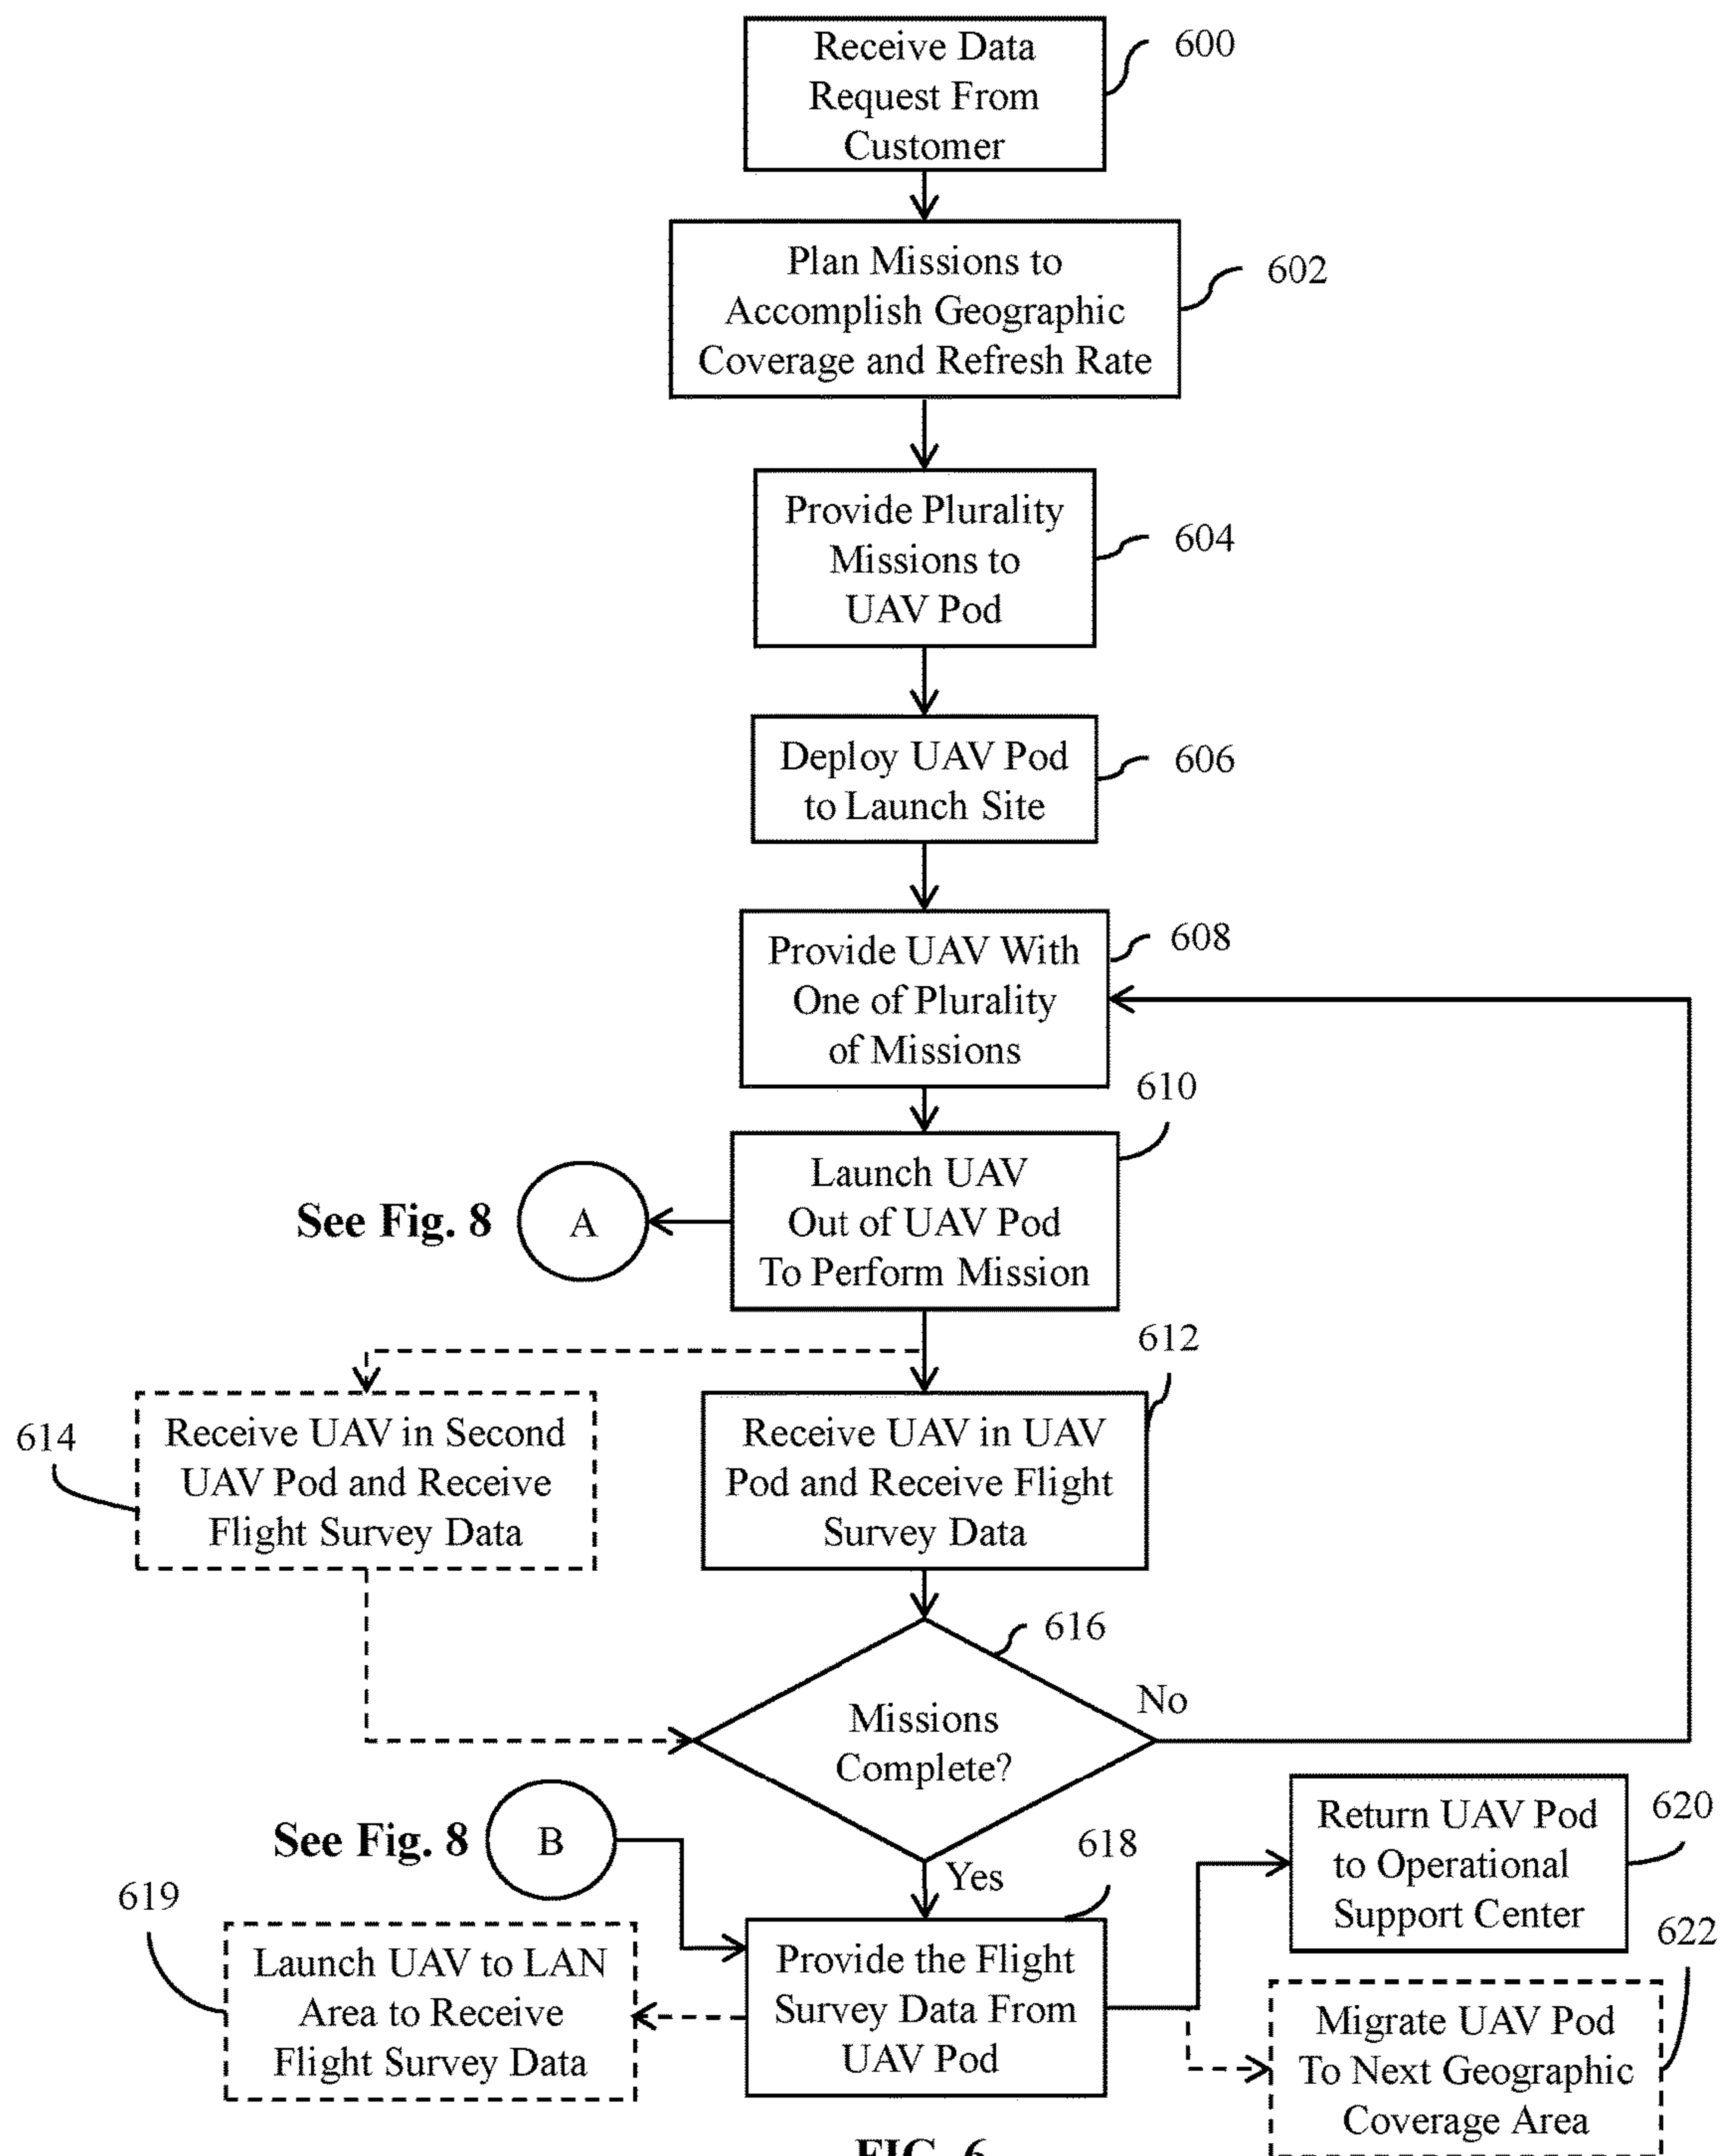 Receive Data
Request From
Customer
600
Plan Missions to
Accomplish Geographic
Coverage and Refresh Rate
602
Provide Plurality
Missions to
UAV Pod
604
Deploy UAV Pod
to Launch Site
606
Provide UAV With
One of Plurality
of Missions
608
610
Launch UAV
Out of UAV Pod
To Perform Mission
See Fig. 8
A
612
614
Receive UAV in Second
UAV Pod and Receive
Flight Survey Data
Receive UAV in UAV
Pod and Receive Flight
Survey Data
616
Missions
Complete?
No
Yes
See Fig. 8
B
618
619
Launch UAV to LAN
Area to Receive
Flight Survey Data
Provide the Flight
Survey Data From
UAV Pod
Return UAV Pod
to Operational
Support Center
620
622
Migrate UAV Pod
To Next Geographic
Coverage Area
FIG. 6